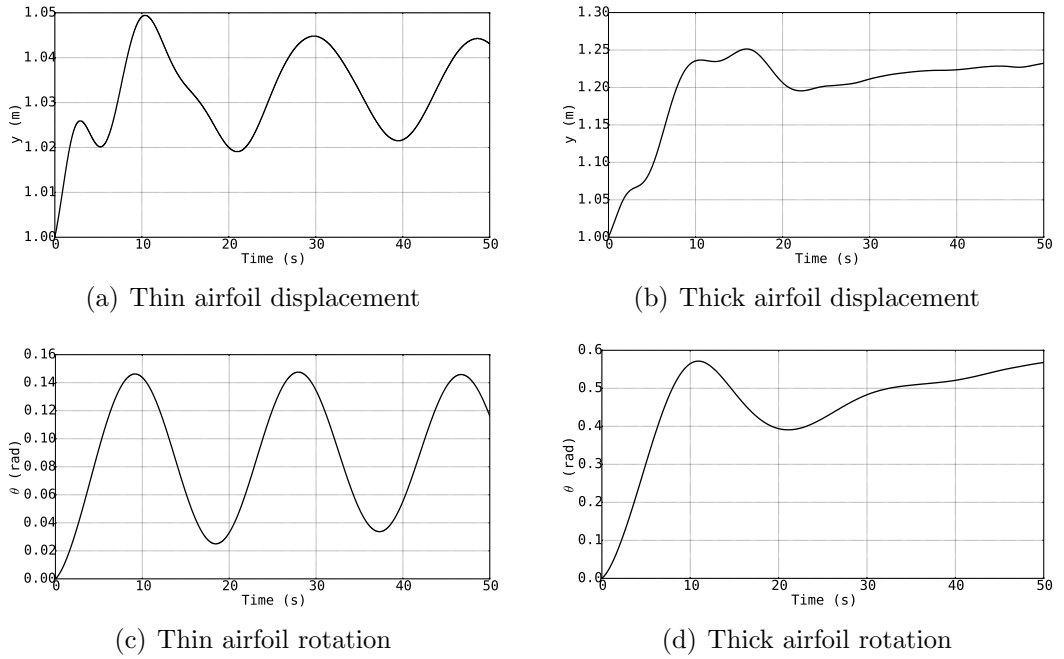 1.05
1.04
1.03
1.02
1.01
1.00
y (m)
0 10 20 30 40 50
Time (s)
(a) Thin airfoil displacement
1.30
1.25
1.20
1.15
1.10
1.05
1.00
y (m)
0 10 20 30 40 50
Time (s)
(b) Thick airfoil displacement
0.16
0.14
0.12
0.10
0.08
0.06
0.04
0.02
0.00
θ (rad)
0 10 20 30 40 50
Time (s)
(c) Thin airfoil rotation
0.6
0.5
0.4
0.3
0.2
0.1
0.0
θ (rad)
0 10 20 30 40 50
Time (s)
(d) Thick airfoil rotation